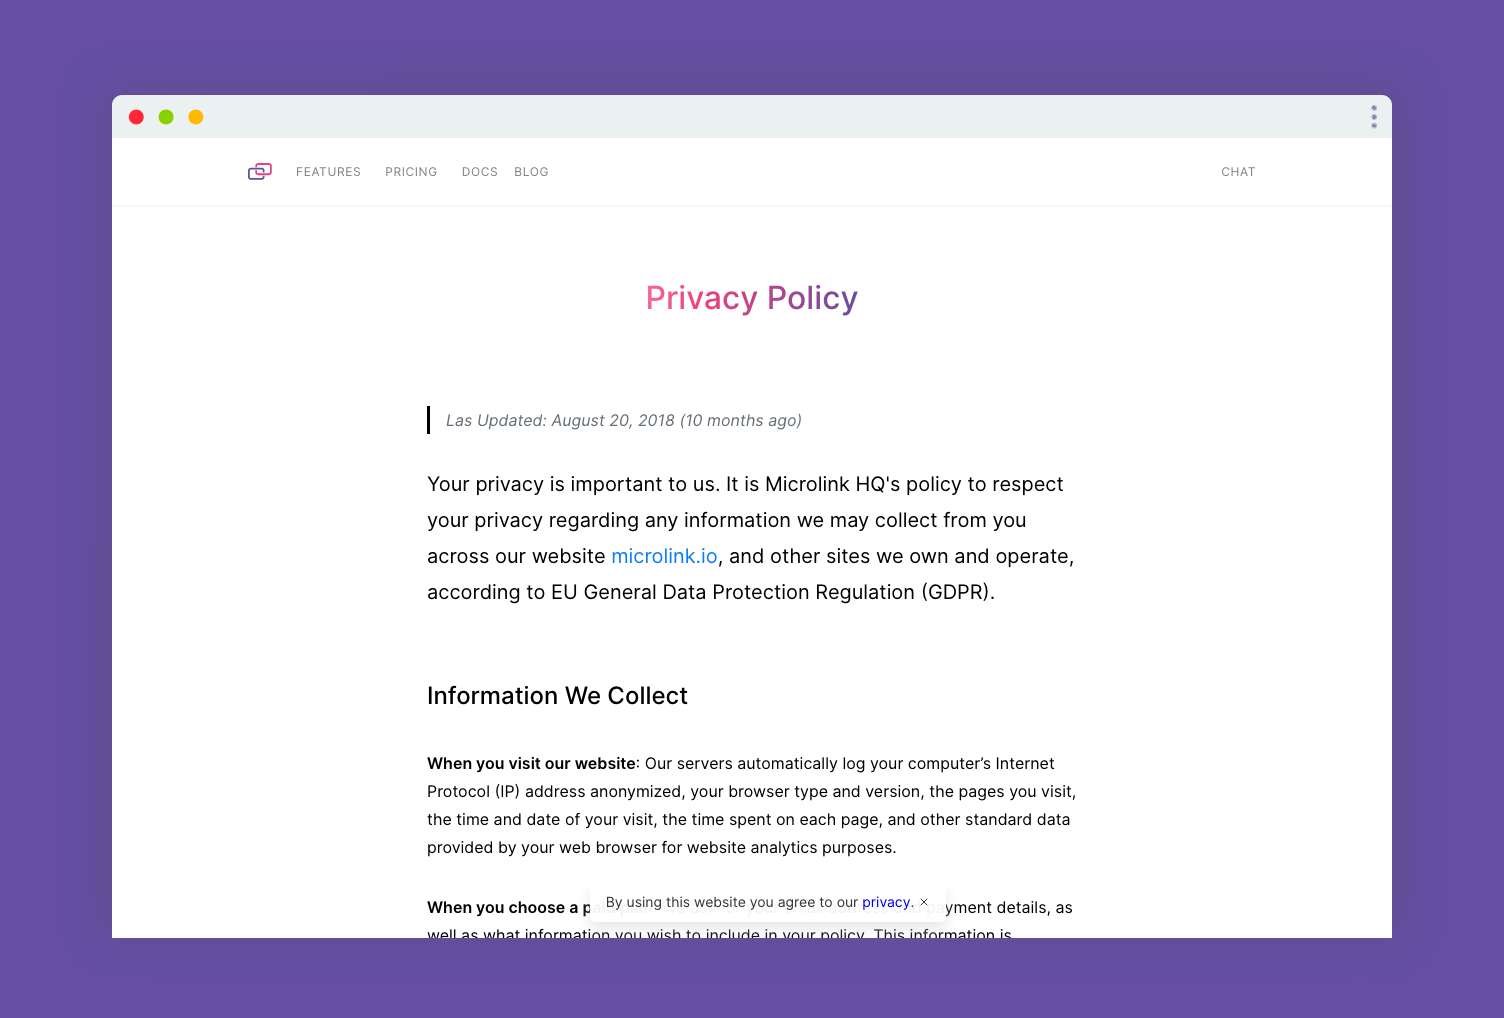 FEATURES PRICING DOCS BLOG CHAT
Privacy Policy
Las Updated: August 20, 2018 (10 months ago)
Your privacy is important to us. It is Microlink HQ's policy to respect
your privacy regarding any information we may collect from you
across our website microlink.io, and other sites we own and operate,
according to EU General Data Protection Regulation (GDPR).
Information We Collect
When you visit our website: Our servers automatically log your computer’s Internet
Protocol (IP) address anonymized, your browser type and version, the pages you visit,
the time and date of your visit, the time spent on each page, and other standard data
provided by your web browser for website analytics purposes.
By using this website you agree to our privacy. ×
When you choose a payment details, as
well as what information you wish to include in your policy. This information is